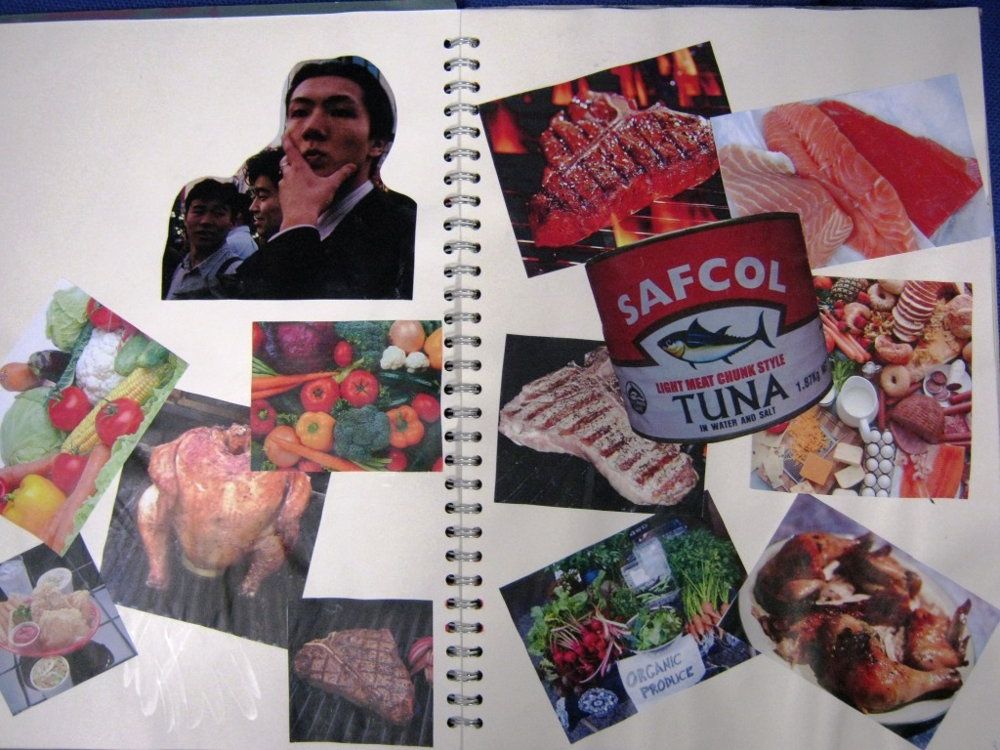 SAFCOL
LIGHT MEAT CHUNK STYLE
TUNA
1.87Kg
IN WATER AND SALT
ORGANIC
PRODUCE